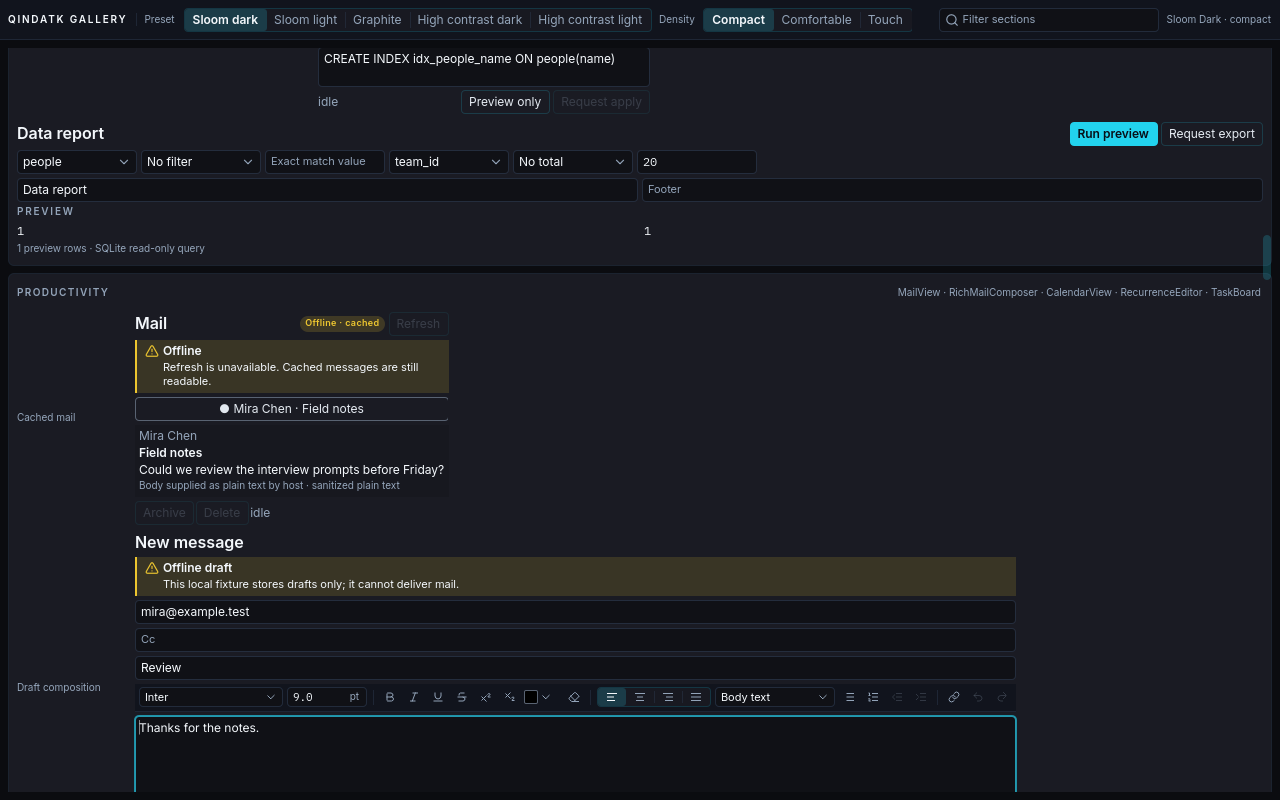 QINDATK GALLERY Preset Sloom dark Sloom light Graphite High contrast dark High contrast light Density Compact Comfortable Touch Filter sections Sloom Dark · compact
CREATE INDEX idx_people_name ON people(name)
idle Preview only Request apply
Data report Run preview Request export
people No filter Exact match value team_id No total 20
Data report Footer
PREVIEW
1 1
1 preview rows · SQLite read-only query
PRODUCTIVITY MailView · RichMailComposer · CalendarView · RecurrenceEditor · TaskBoard
Mail Offline · cached Refresh
Offline
Refresh is unavailable. Cached messages are still
readable.
Mira Chen · Field notes
Cached mail
Mira Chen
Field notes
Could we review the interview prompts before Friday?
Body supplied as plain text by host · sanitized plain text
Archive Delete idle
New message
Offline draft
This local fixture stores drafts only; it cannot deliver mail.
mira@example.test
Cc
Review
Draft composition
Inter 9.0 pt B I U S x² x₂ Body text
Thanks for the notes.